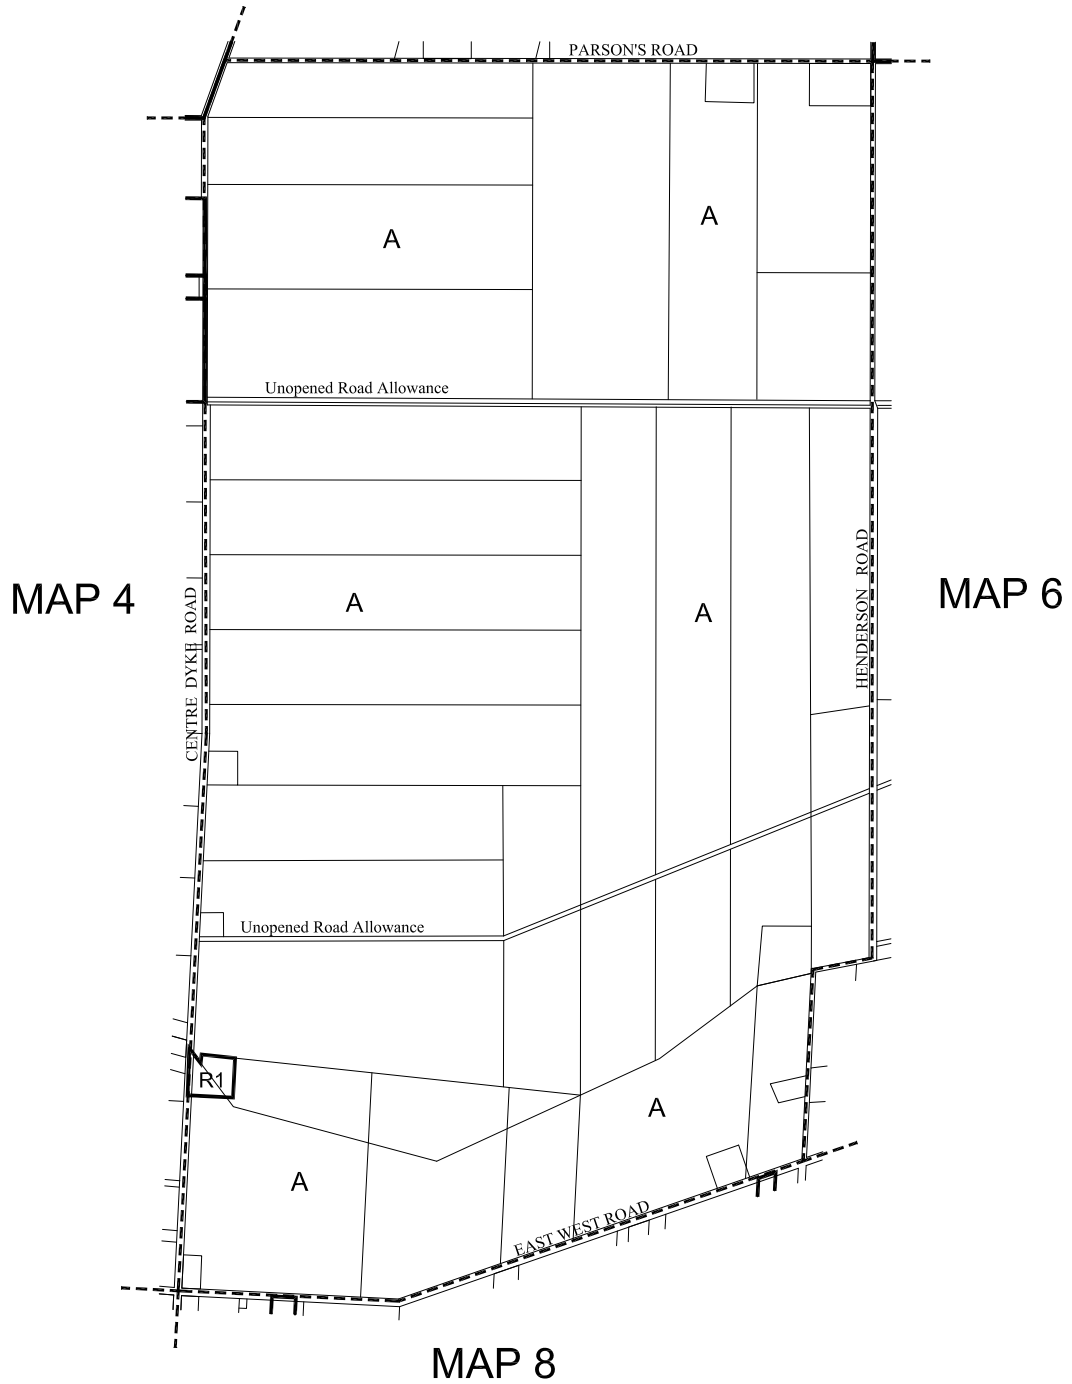 PARSON'S ROAD
A
A
Unopened Road Allowance
MAP 4
CENTRE DYKE ROAD
A
A
HENDERSON ROAD
MAP 6
Unopened Road Allowance
R1
A
A
EAST WEST ROAD
MAP 8